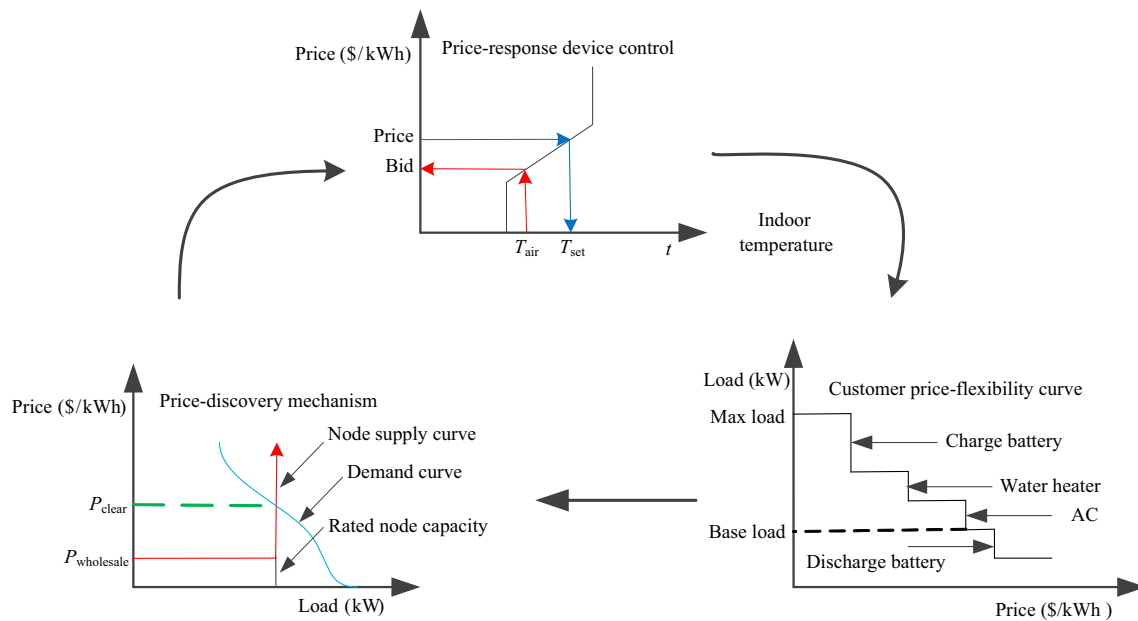 Price ($/kWh)
Price-response device control
Price
Bid
T_air
T_set
t
Indoor
temperature
Price ($/kWh)
Price-discovery mechanism
Node supply curve
Demand curve
P_clear
Rated node capacity
P_wholesale
Load (kW)
Load (kW)
Customer price-flexibility curve
Max load
Charge battery
Water heater
AC
Base load
Discharge battery
Price ($/kWh )